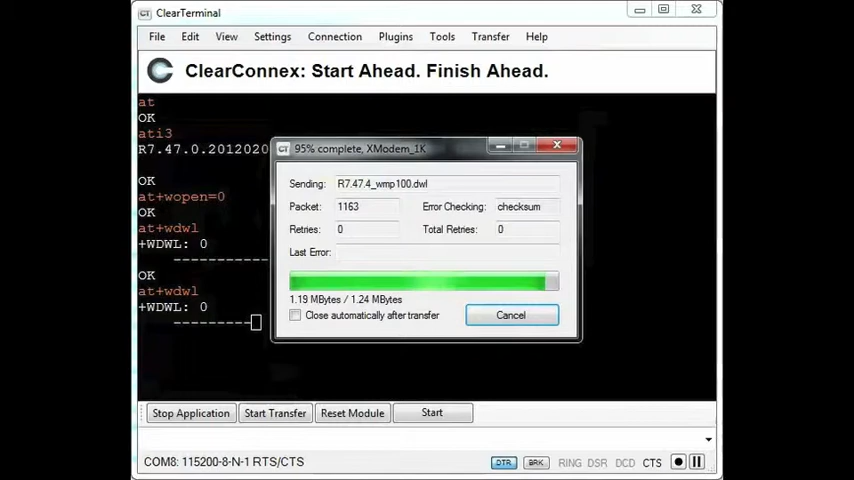 ClearTerminal
File Edit View Settings Connection Plugins Tools Transfer Help
ClearConnex: Start Ahead. Finish Ahead.
at
OK
ati3
R7.47.0.2012020
OK
at+wopen=0
OK
at+wdwl
+WDWL: 0
OK
at+wdwl
+WDWL: 0
95% complete, XModem_1K
Sending: R7.47.4_wmp100.dwl
Packet: 1163 Error Checking: checksum
Retries: 0 Total Retries: 0
Last Error:
1.19 MBytes / 1.24 MBytes
Close automatically after transfer Cancel
Stop Application Start Transfer Reset Module Start
COM8: 115200-8-N-1 RTS/CTS DTR BRK RING DSR DCD CTS